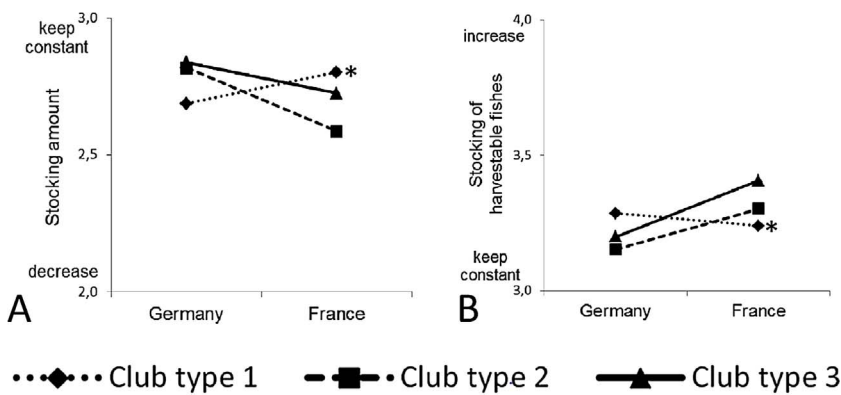 keep
constant
3,0
Stocking amount
2,5
decrease
2,0
*
Germany
France
A
4,0
increase
Stocking of
harvestable fishes
3,5
keep
constant
3,0
*
Germany
France
B
Club type 1
Club type 2
Club type 3